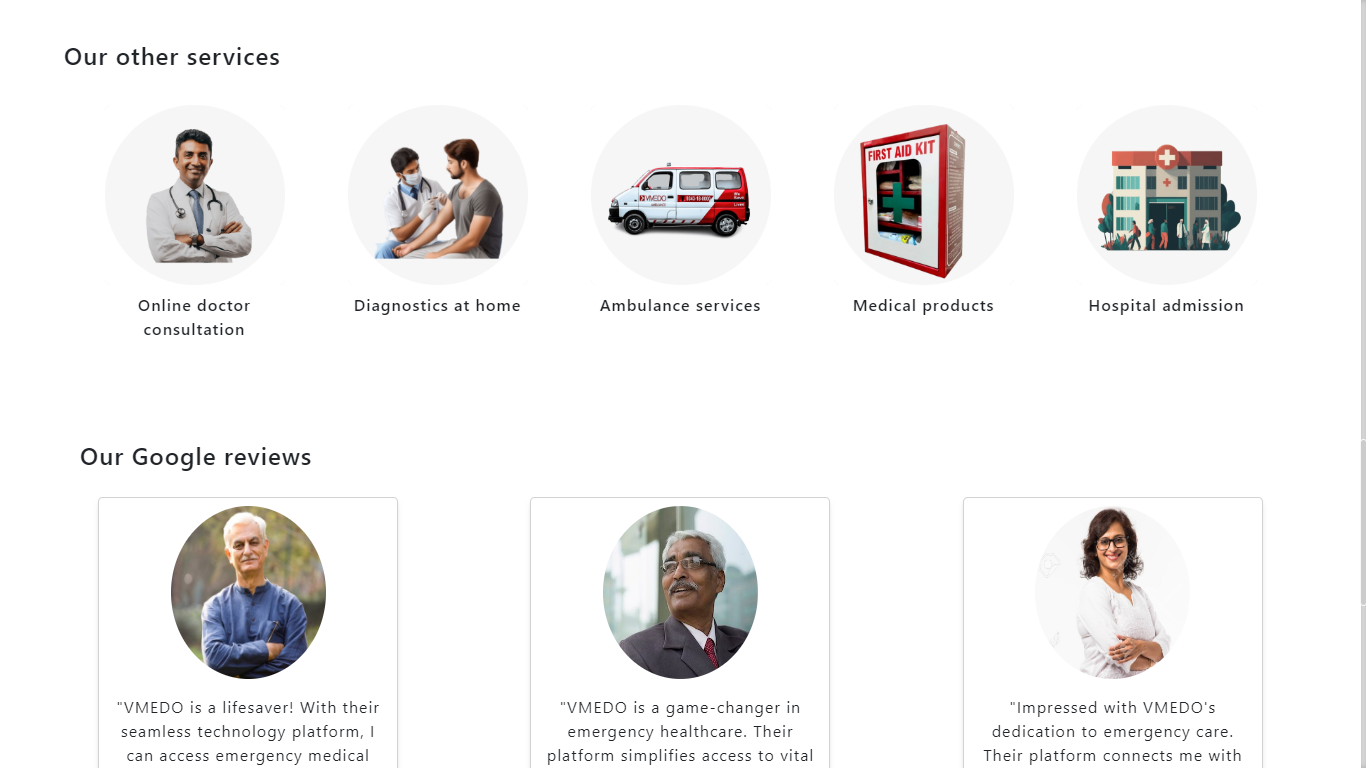 Our other services
FIRST AID KIT
VMEDO
Online doctor
consultation
Diagnostics at home
Ambulance services
Medical products
Hospital admission
Our Google reviews
"VMEDO is a lifesaver! With their
seamless technology platform, I
can access emergency medical
"VMEDO is a game-changer in
emergency healthcare. Their
platform simplifies access to vital
"Impressed with VMEDO's
dedication to emergency care.
Their platform connects me with